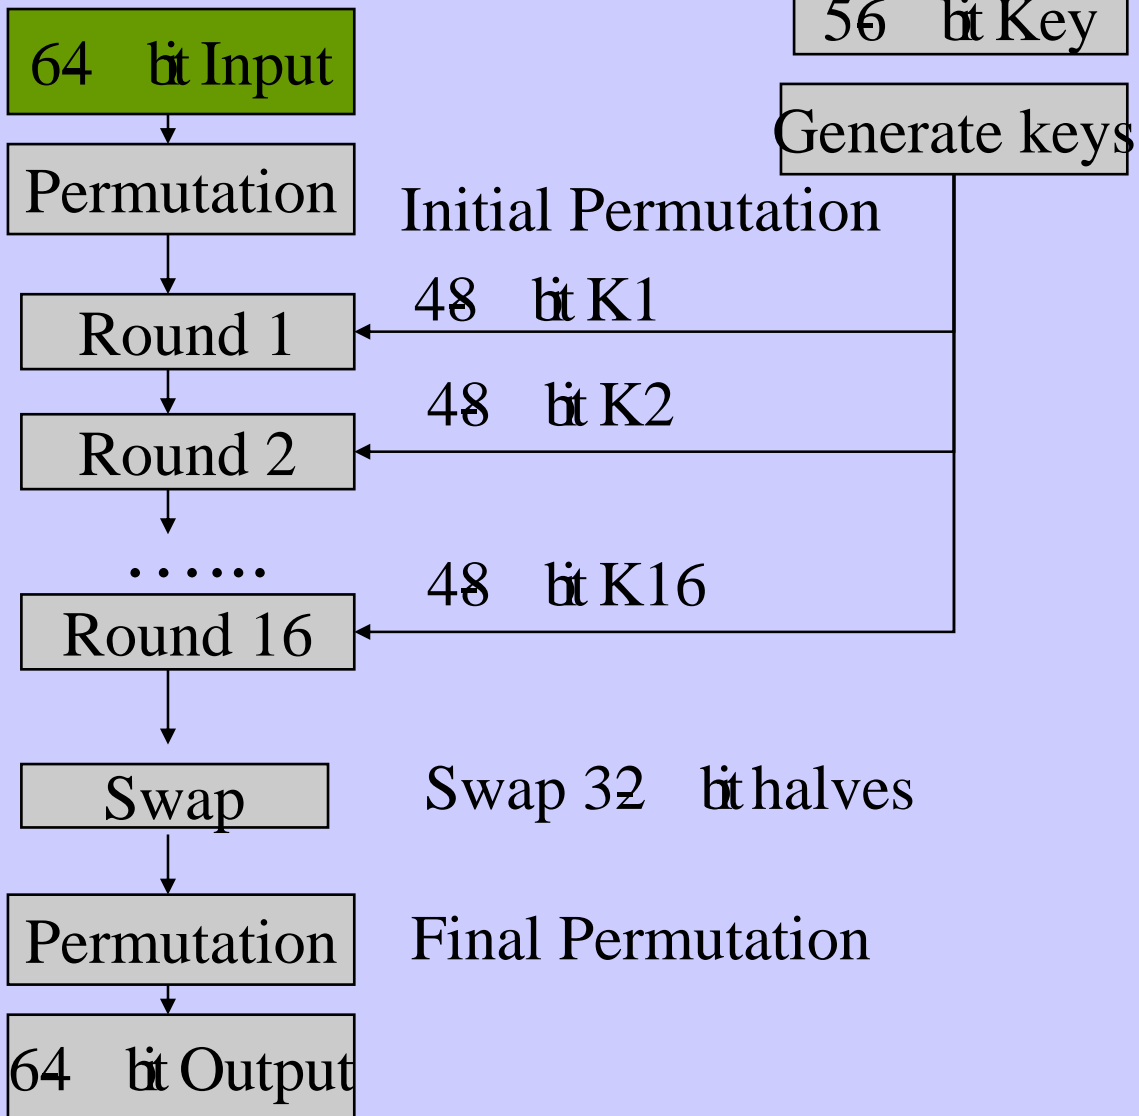 56-bit Key
64-bit Input
Generate keys
Permutation
Initial Permutation
48-bit K1
Round 1
48-bit K2
Round 2
…...
48-bit K16
Round 16
Swap
Swap 32-bit halves
Permutation
Final Permutation
64-bit Output